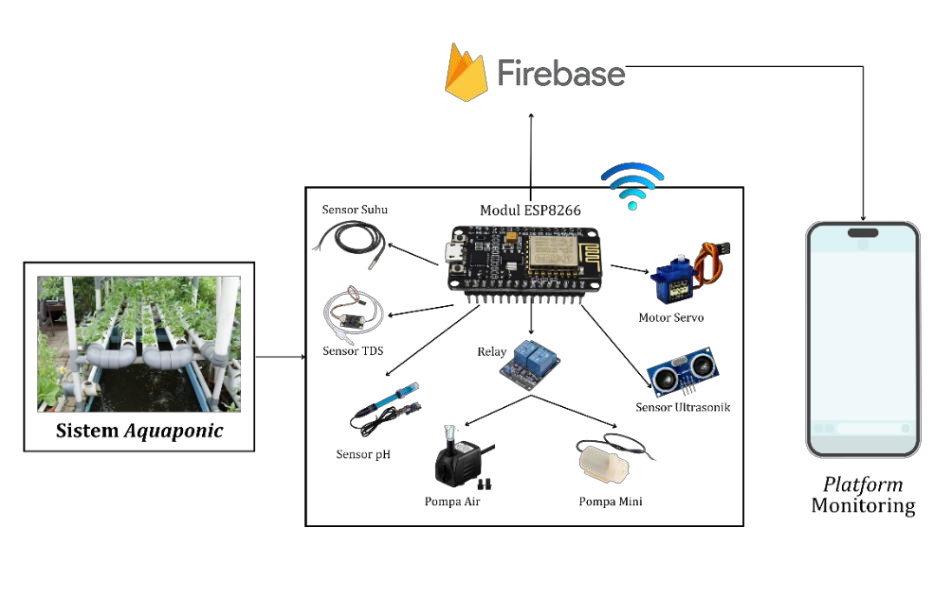 Firebase
Sensor Suhu
Modul ESP8266
Motor Servo
Sensor TDS
Relay
Sensor Ultrasonik
Sistem Aquaponic
Sensor pH
Pompa Air
Pompa Mini
Platform
Monitoring